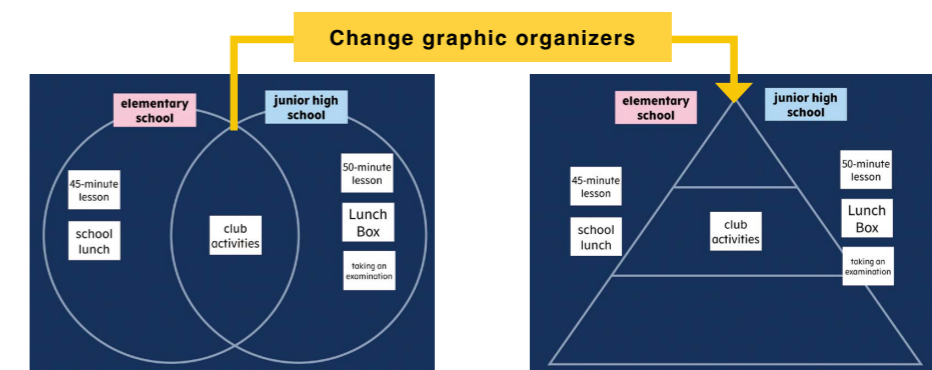 Change graphic organizers
elementary
school
junior high
school
45-minute
lesson
school
lunch
club
activities
50-minute
lesson
Lunch
Box
taking an
examination
elementary
school
junior high
school
45-minute
lesson
school
lunch
club
activities
50-minute
lesson
Lunch
Box
taking an
examination